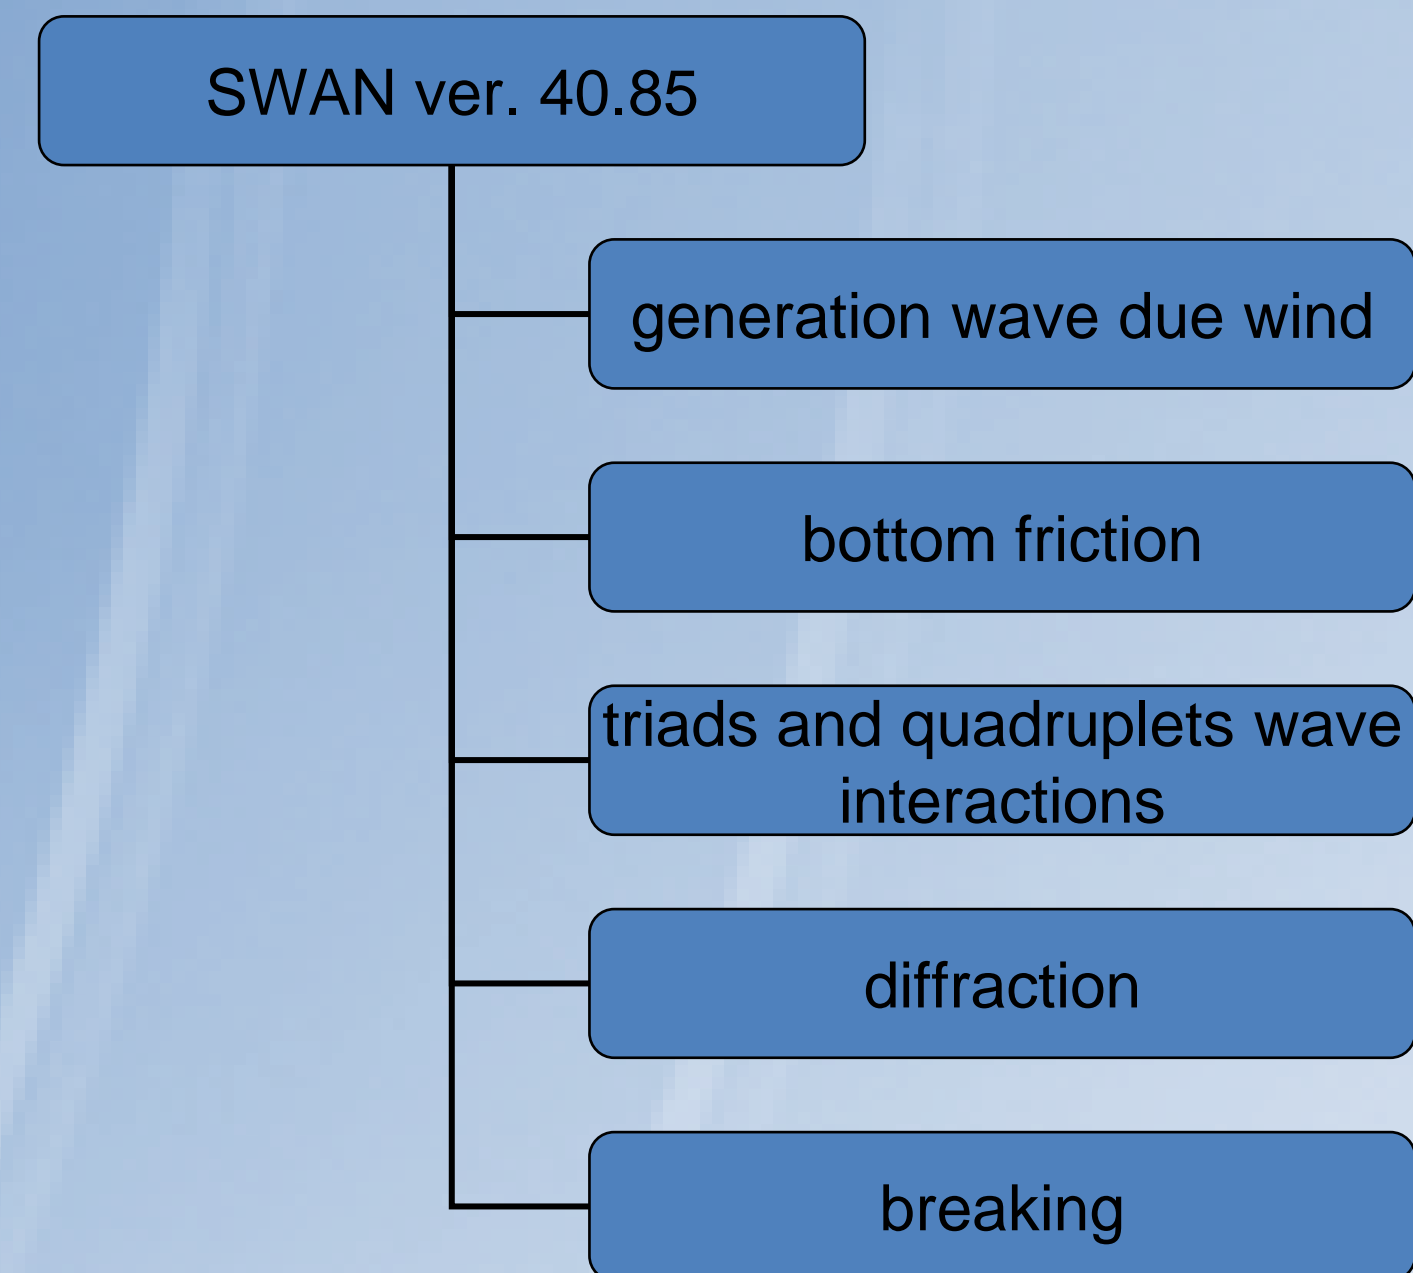 SWAN ver. 40.85
generation wave due wind
bottom friction
triads and quadruplets wave
interactions
diffraction
breaking